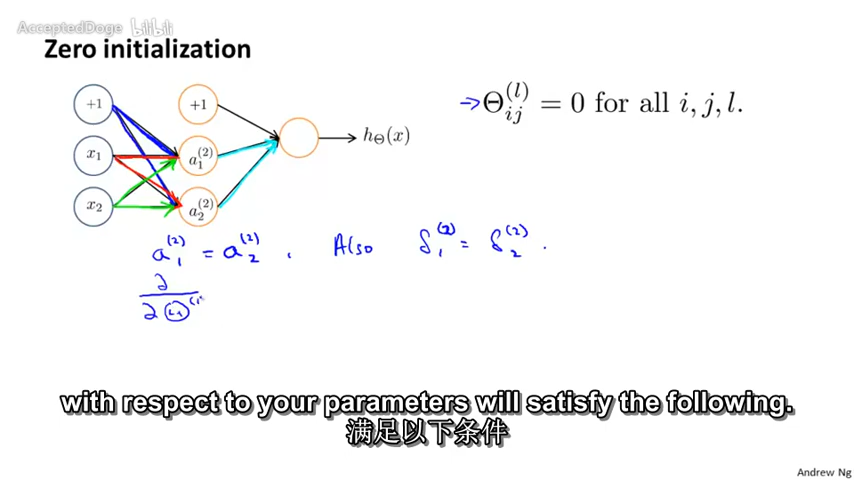 AcceptedDoge bilibili
Zero initialization
+1
+1
x₁
a₁⁽²⁾
x₂
a₂⁽²⁾
h_Θ(x)
→ Θ_ij^(l) = 0 for all i, j, l.
a₁⁽²⁾ = a₂⁽²⁾ . Also δ₁⁽²⁾ = δ₂⁽²⁾ .
∂
∂Θ
with respect to your parameters will satisfy the following.
满足以下条件
Andrew Ng